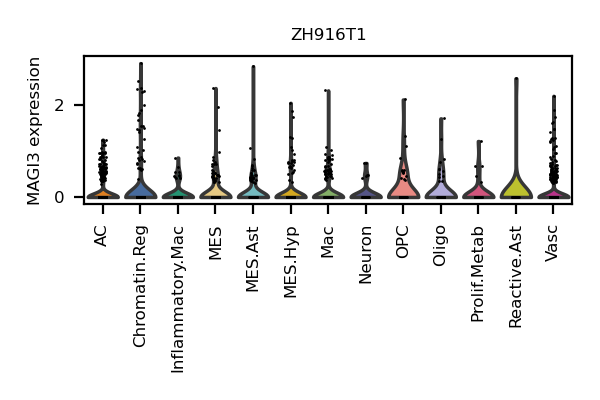 ZH916T1
MAGI3 expression
2
0
AC
Chromatin.Reg
Inflammatory.Mac
MES
MES.Ast
MES.Hyp
Mac
Neuron
OPC
Oligo
Prolif.Metab
Reactive.Ast
Vasc